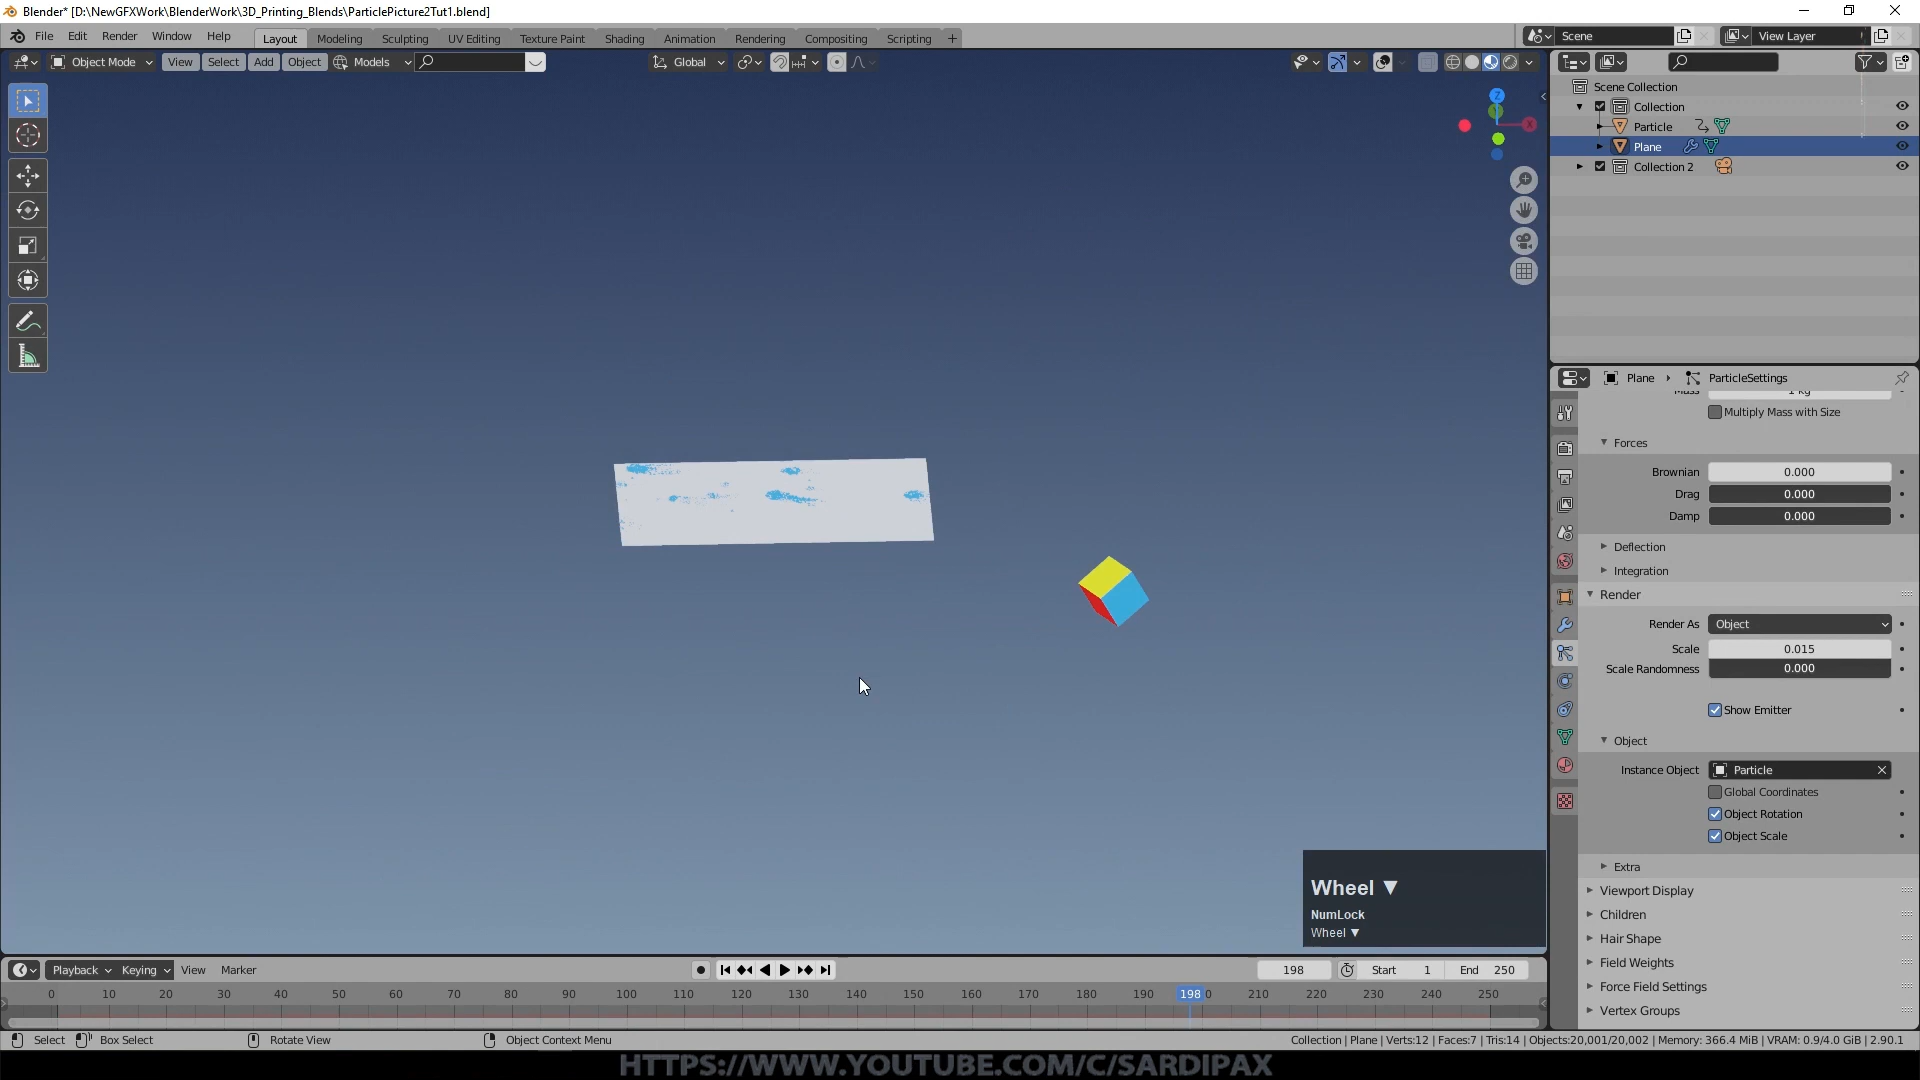 Blender* [D:\NewGFXWork\BlenderWork\3D_Printing_Blends\ParticlePicture2Tut1.blend]
File Edit Render Window Help Layout Modeling Sculpting UV Editing Texture Paint Shading Animation Rendering Compositing Scripting + Scene View Layer
Object Mode View Select Add Object Models Global
Scene Collection
Collection
Particle
Plane
Collection 2
Z
X
Plane ParticleSettings
Mass 1 kg
Multiply Mass with Size
Forces
Brownian 0.000
Drag 0.000
Damp 0.000
Deflection
Integration
Render
Render As Object
Scale 0.015
Scale Randomness 0.000
Show Emitter
Object
Instance Object Particle
Global Coordinates
Object Rotation
Object Scale
Extra
Viewport Display
Children
Hair Shape
Field Weights
Force Field Settings
Vertex Groups
Wheel ▼
NumLock
Wheel ▼
Playback Keying View Marker 198 Start 1 End 250
0 10 20 30 40 50 60 70 80 90 100 110 120 130 140 150 160 170 180 190 198 0 210 220 230 240 250
Select Box Select Rotate View Object Context Menu Collection | Plane | Verts:12 | Faces:7 | Tris:14 | Objects:20,001/20,002 | Memory: 366.4 MiB | VRAM: 0.9/4.0 GiB | 2.90.1
HTTPS://WWW.YOUTUBE.COM/C/SARDIPAX